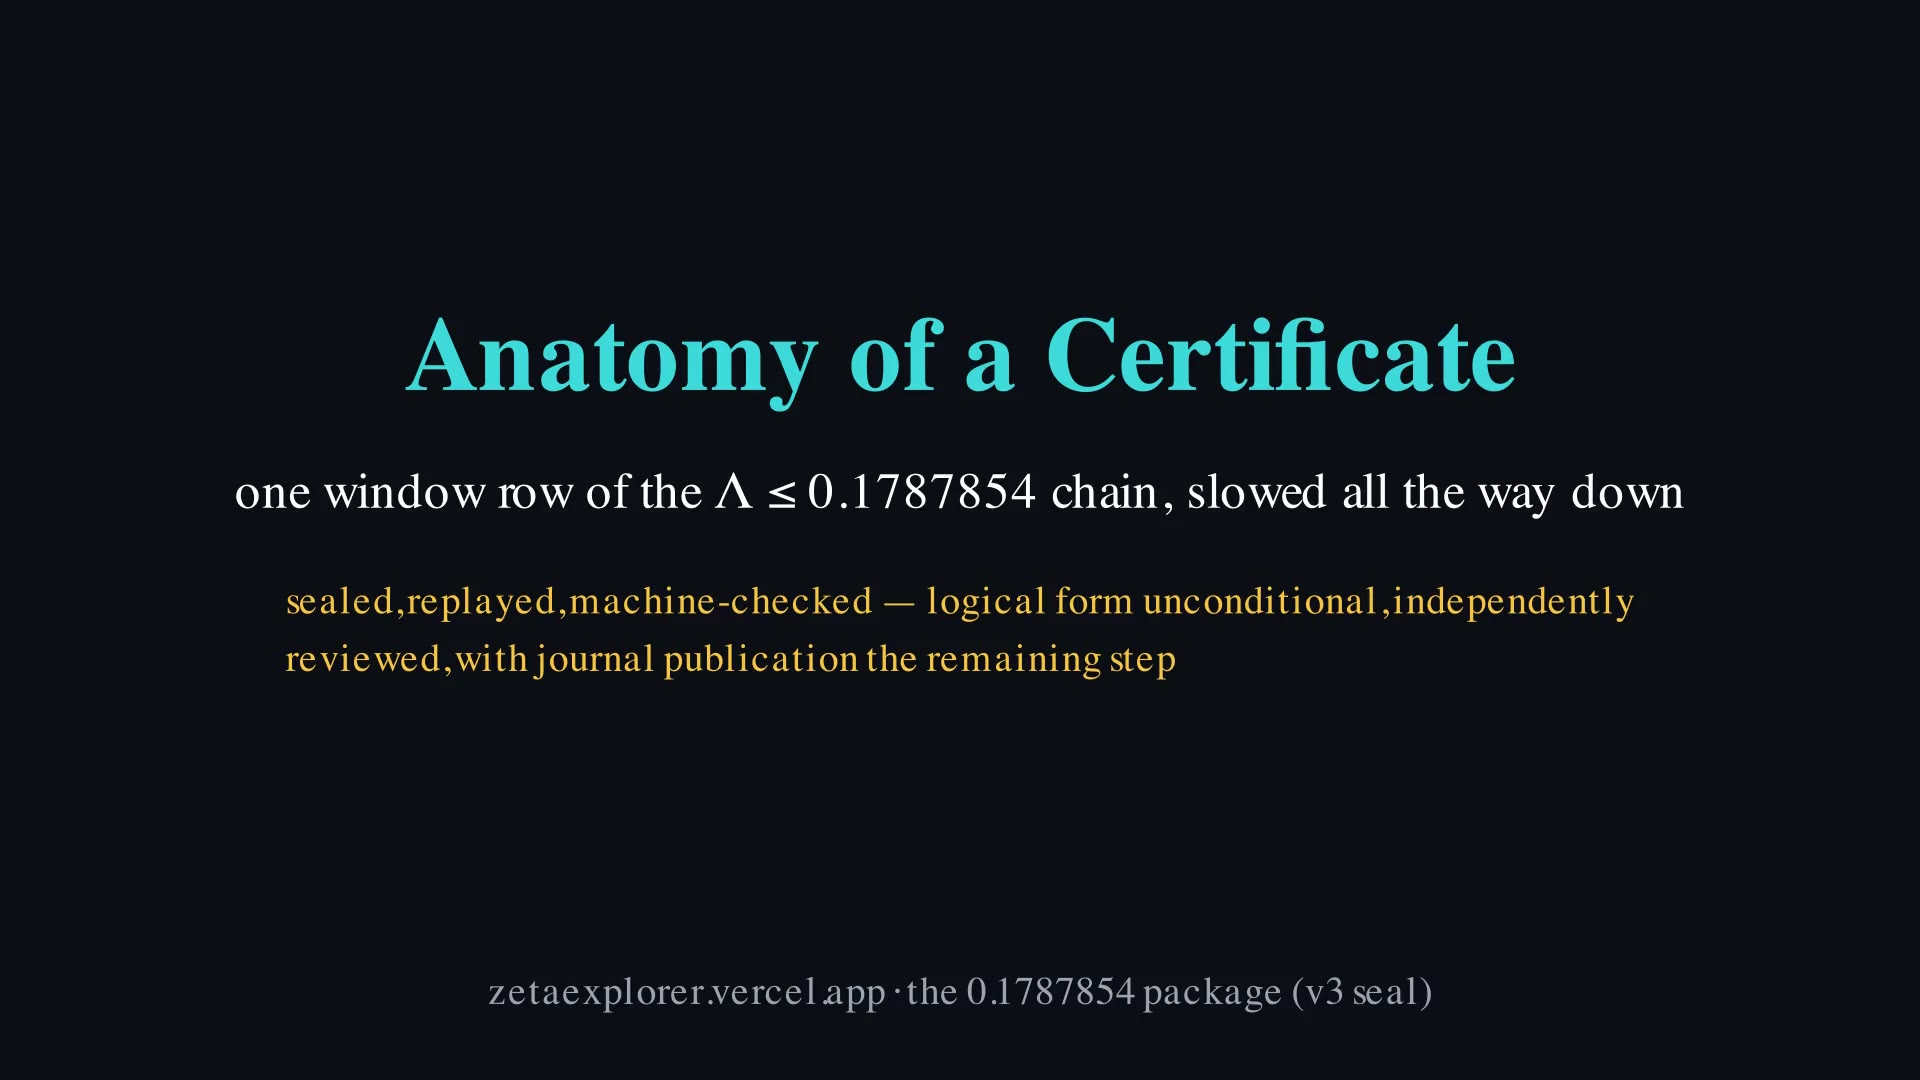 Anatomy of a Certificate
one window row of the Λ ≤ 0.1787854 chain, slowed all the way down
sealed,replayed,machine-checked — logical form unconditional,independently
reviewed,with journal publication the remaining step
zetaexplorer.vercel.app · the 0.1787854 package (v3 seal)